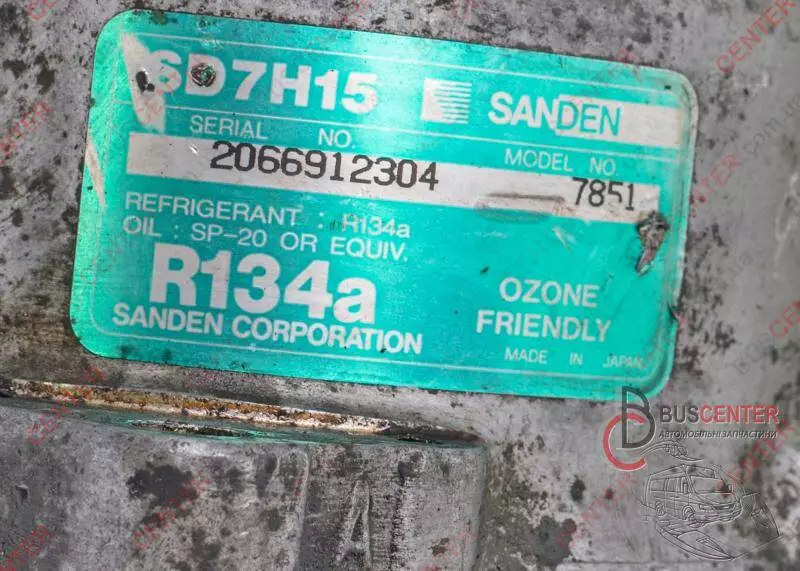 6D7H15 SANDEN
SERIAL NO. MODEL NO.
2066912304 7851
REFRIGERANT : R134a
OIL : SP-20 OR EQUIV.
R134a
OZONE
FRIENDLY
SANDEN CORPORATION
MADE IN JAPAN
BUSCENTER
АВТОМОБІЛЬНІ ЗАПЧАСТИНИ
A